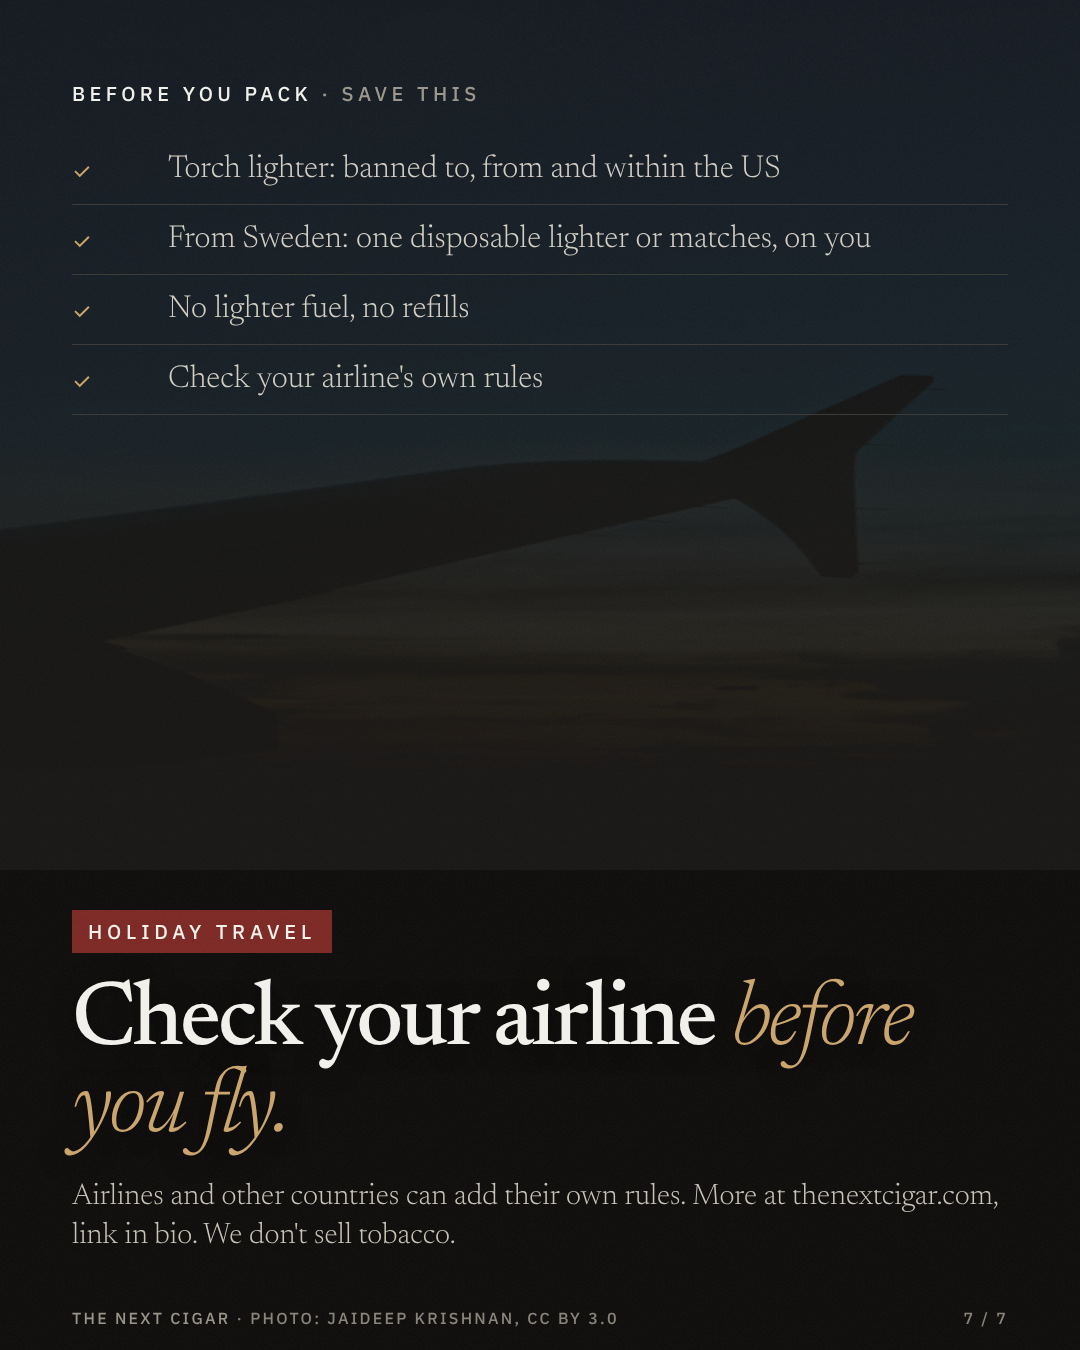 BEFORE YOU PACK · SAVE THIS
Torch lighter: banned to, from and within the US
From Sweden: one disposable lighter or matches, on you
No lighter fuel, no refills
Check your airline's own rules
HOLIDAY TRAVEL
Check your airline before
you fly.
Airlines and other countries can add their own rules. More at thenextcigar.com,
link in bio. We don't sell tobacco.
THE NEXT CIGAR · PHOTO: JAIDEEP KRISHNAN, CC BY 3.0
7 / 7